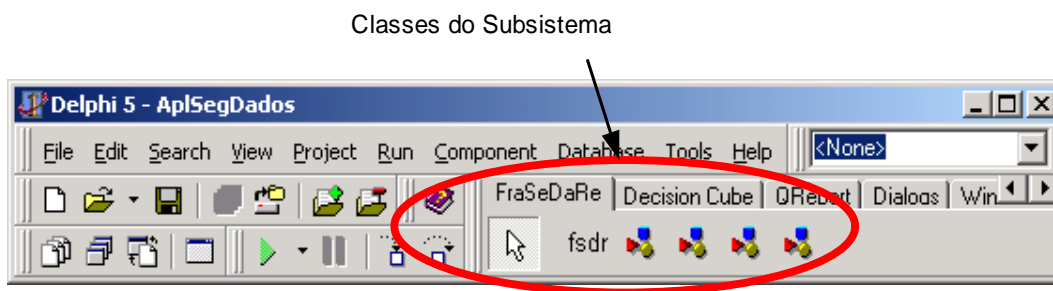 Classes do Subsistema
Delphi 5 - AplSegDados
File Edit Search View Project Run Component Database Tools Help <None>
FraSeDaRe Decision Cube QReport Dialogs Win
fsdr